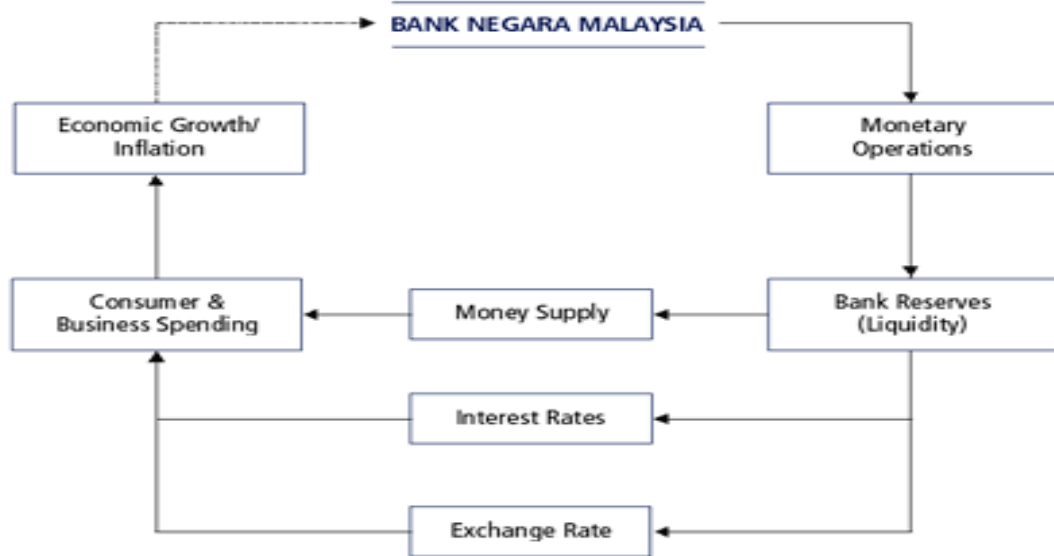 BANK NEGARA MALAYSIA
Economic Growth/
Inflation
Monetary
Operations
Consumer &
Business Spending
Money Supply
Bank Reserves
(Liquidity)
Interest Rates
Exchange Rate